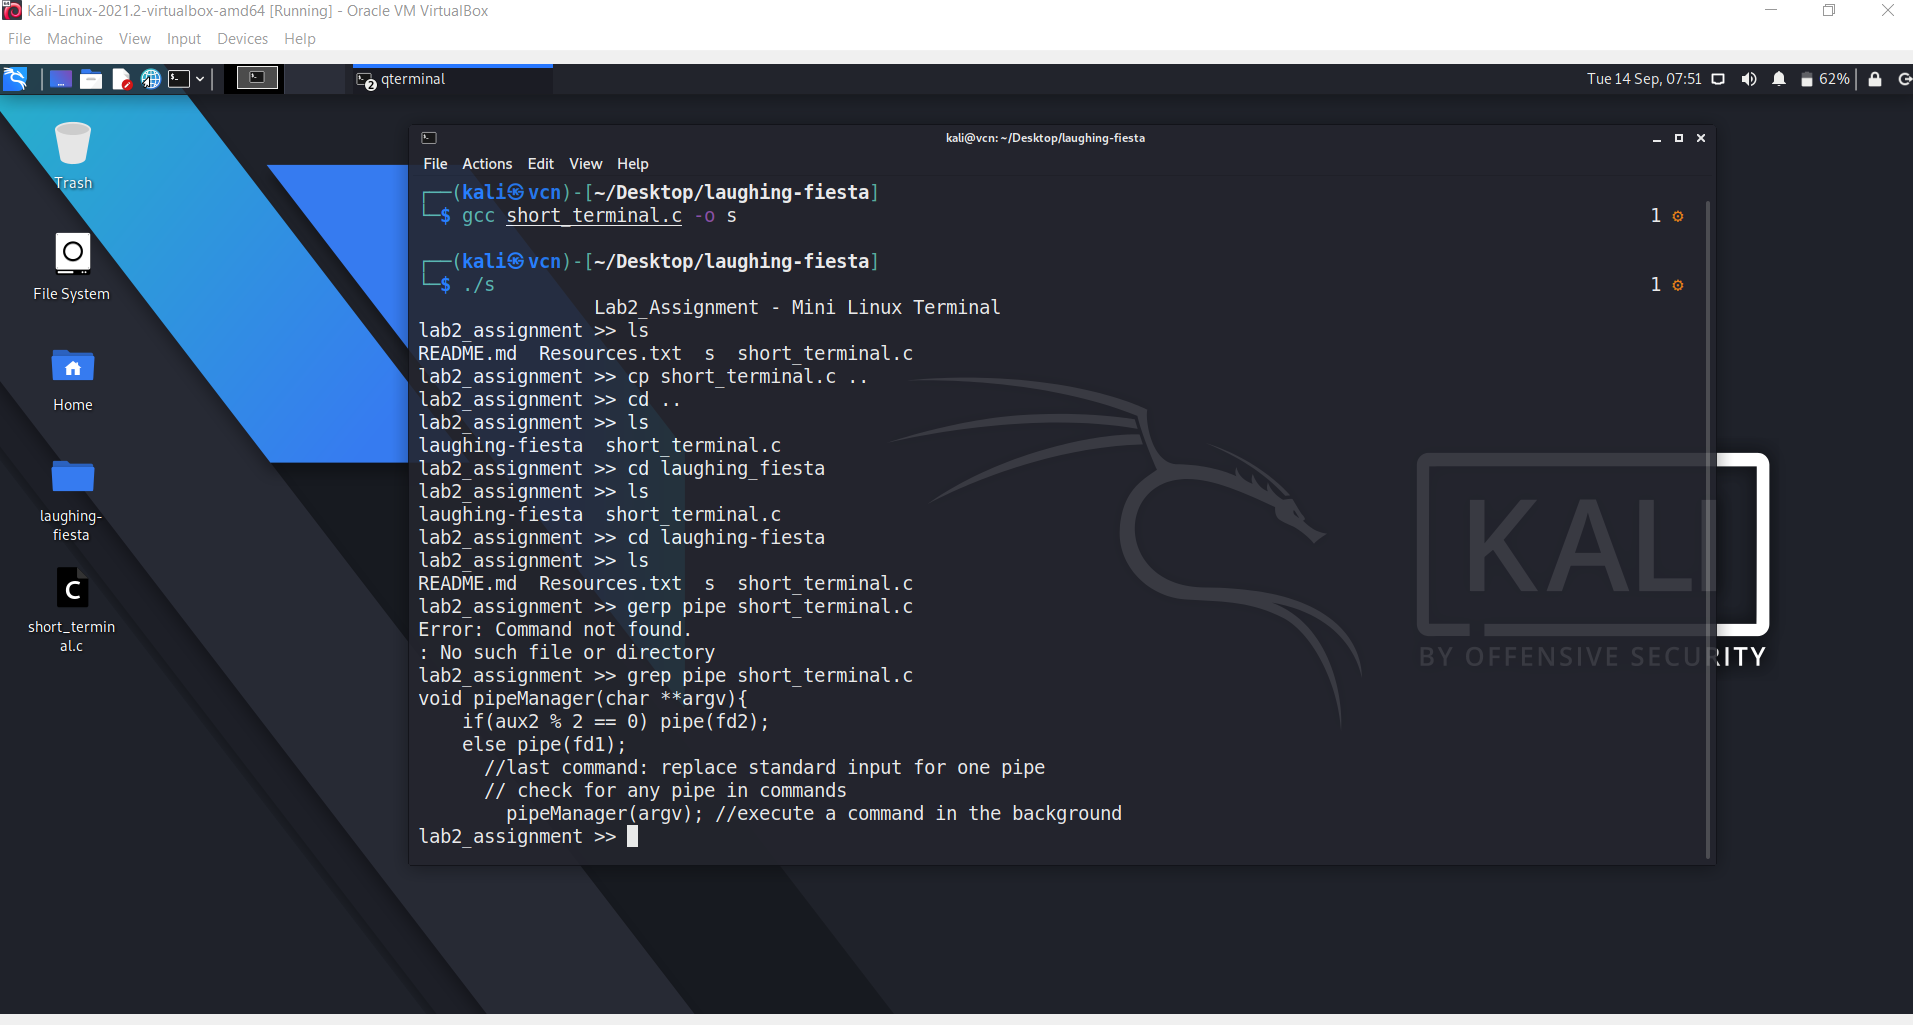 Kali-Linux-2021.2-virtualbox-amd64 [Running] - Oracle VM VirtualBox
File Machine View Input Devices Help
qterminal
2
Tue 14 Sep, 07:51
62%
Trash
File System
Home
laughing-
fiesta
C
short_termin
al.c
kali@vcn: ~/Desktop/laughing-fiesta
File Actions Edit View Help
┌──(kali㉿vcn)-[~/Desktop/laughing-fiesta]
└─$ gcc short_terminal.c -o s 1 ⚙
┌──(kali㉿vcn)-[~/Desktop/laughing-fiesta]
└─$ ./s 1 ⚙
Lab2_Assignment - Mini Linux Terminal
lab2_assignment >> ls
README.md  Resources.txt  s  short_terminal.c
lab2_assignment >> cp short_terminal.c ..
lab2_assignment >> cd ..
lab2_assignment >> ls
laughing-fiesta  short_terminal.c
lab2_assignment >> cd laughing_fiesta
lab2_assignment >> ls
laughing-fiesta  short_terminal.c
lab2_assignment >> cd laughing-fiesta
lab2_assignment >> ls
README.md  Resources.txt  s  short_terminal.c
lab2_assignment >> gerp pipe short_terminal.c
Error: Command not found.
: No such file or directory
lab2_assignment >> grep pipe short_terminal.c
void pipeManager(char **argv){
    if(aux2 % 2 == 0) pipe(fd2);
    else pipe(fd1);
      //last command: replace standard input for one pipe
      // check for any pipe in commands
        pipeManager(argv); //execute a command in the background
lab2_assignment >>
KALI
BY OFFENSIVE SECURITY